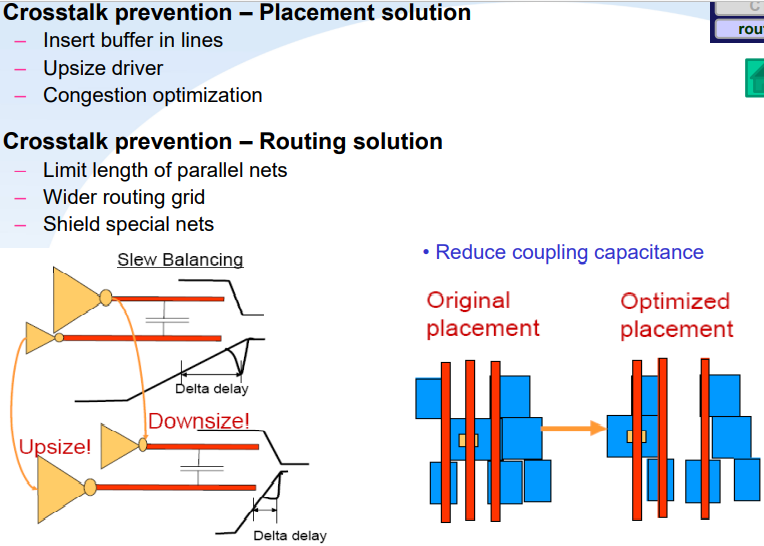 Crosstalk prevention – Placement solution
– Insert buffer in lines
– Upsize driver
– Congestion optimization
Crosstalk prevention – Routing solution
– Limit length of parallel nets
– Wider routing grid
– Shield special nets
Slew Balancing
Delta delay
Downsize!
Upsize!
Delta delay
• Reduce coupling capacitance
Original
placement
Optimized
placement